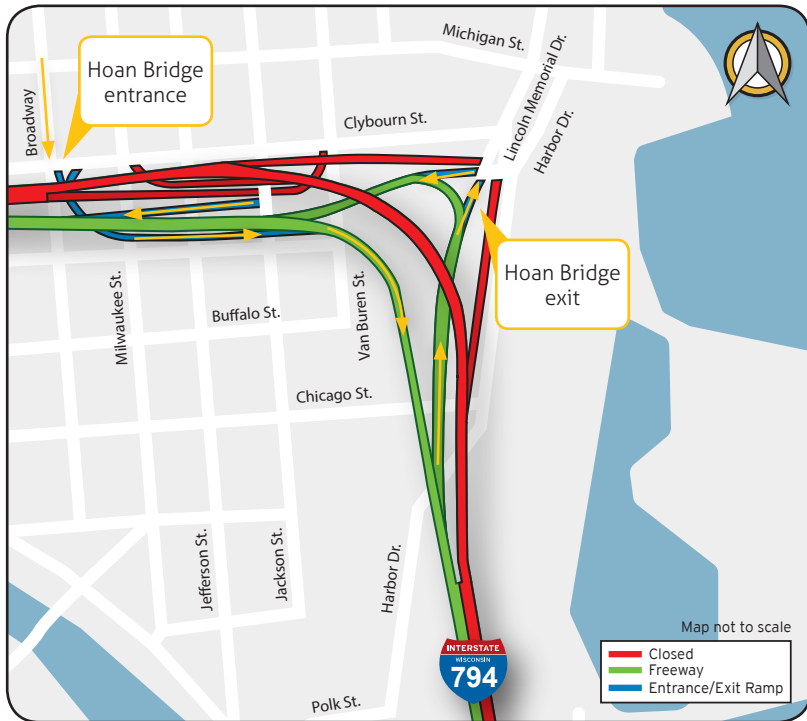 Michigan St.
Lincoln Memorial Dr.
Harbor Dr.
Broadway
Hoan Bridge
entrance
Clybourn St.
Hoan Bridge
exit
Milwaukee St.
Buffalo St.
Van Buren St.
Chicago St.
Jefferson St.
Jackson St.
Harbor Dr.
Polk St.
INTERSTATE
WISCONSIN
794
Map not to scale
Closed
Freeway
Entrance/Exit Ramp